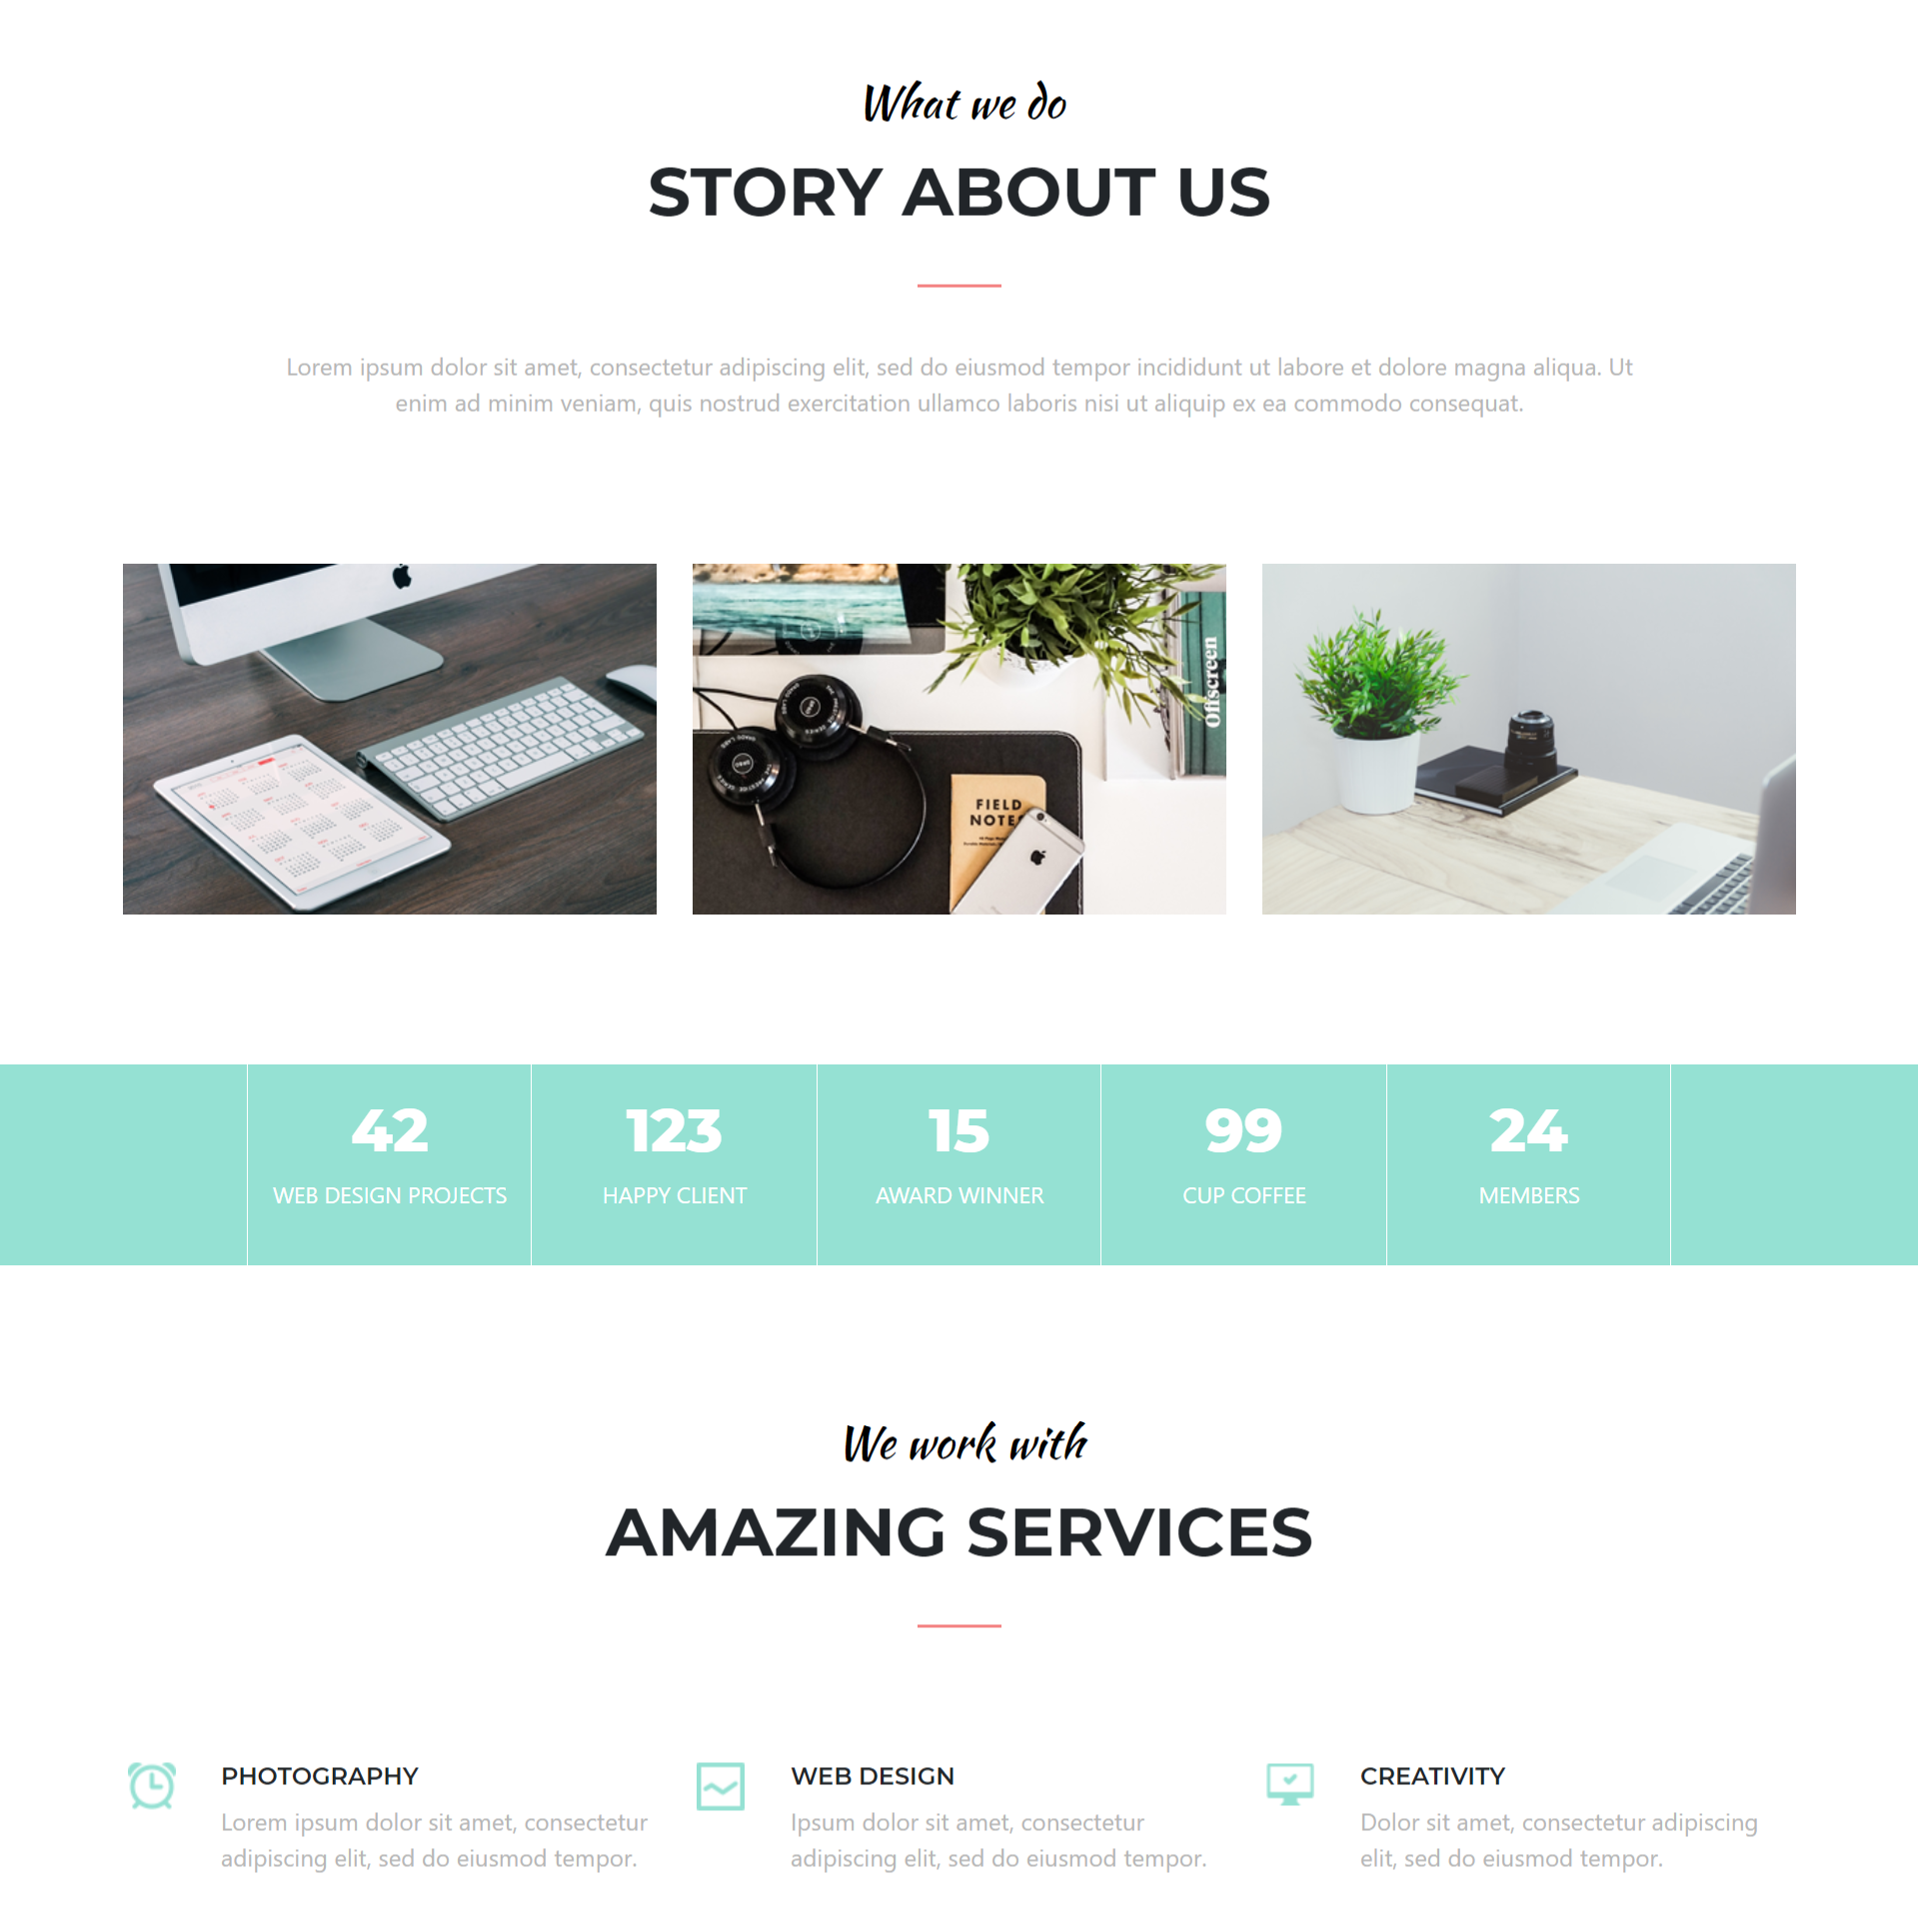 What we do
STORY ABOUT US
Lorem ipsum dolor sit amet, consectetur adipiscing elit, sed do eiusmod tempor incididunt ut labore et dolore magna aliqua. Ut
enim ad minim veniam, quis nostrud exercitation ullamco laboris nisi ut aliquip ex ea commodo consequat.
Offscreen
FIELD
NOTES
42
WEB DESIGN PROJECTS
123
HAPPY CLIENT
15
AWARD WINNER
99
CUP COFFEE
24
MEMBERS
We work with
AMAZING SERVICES
PHOTOGRAPHY
Lorem ipsum dolor sit amet, consectetur
adipiscing elit, sed do eiusmod tempor.
WEB DESIGN
Ipsum dolor sit amet, consectetur
adipiscing elit, sed do eiusmod tempor.
CREATIVITY
Dolor sit amet, consectetur adipiscing
elit, sed do eiusmod tempor.